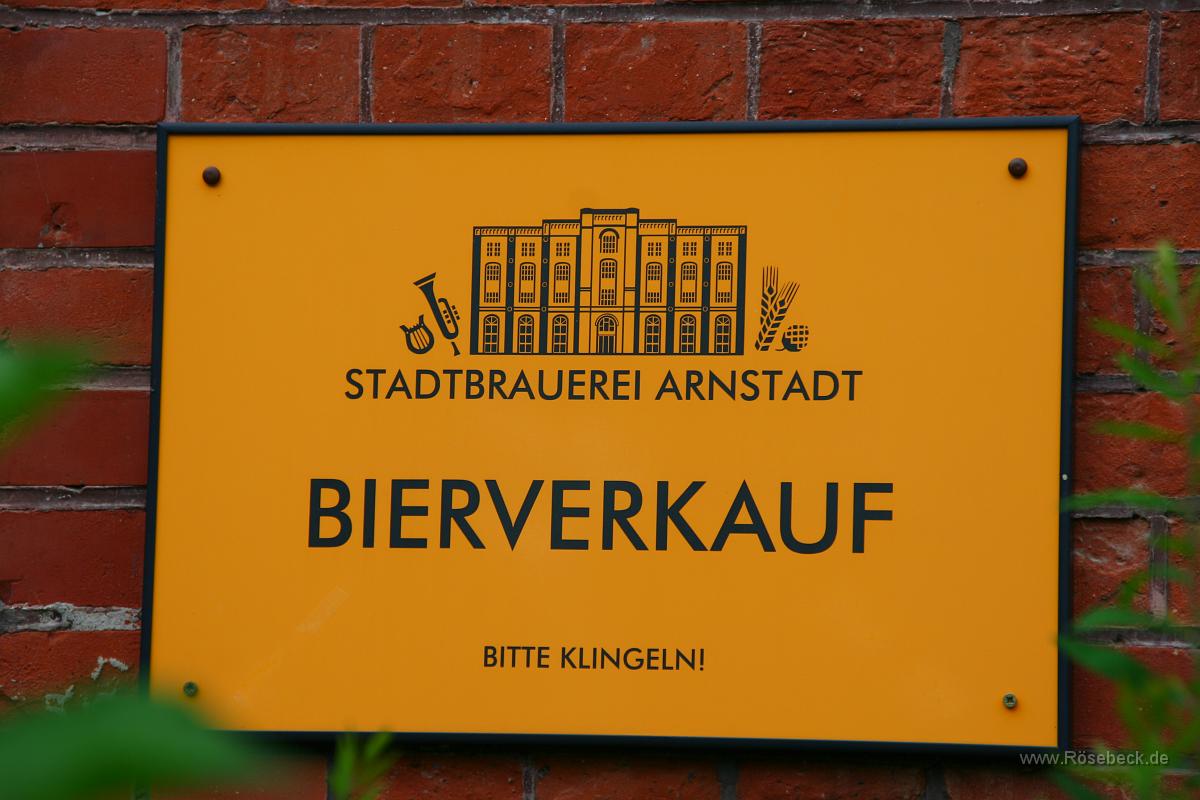 STADTBRAUEREI ARNSTADT
BIERVERKAUF
BITTE KLINGELN!
www.Rösebeck.de